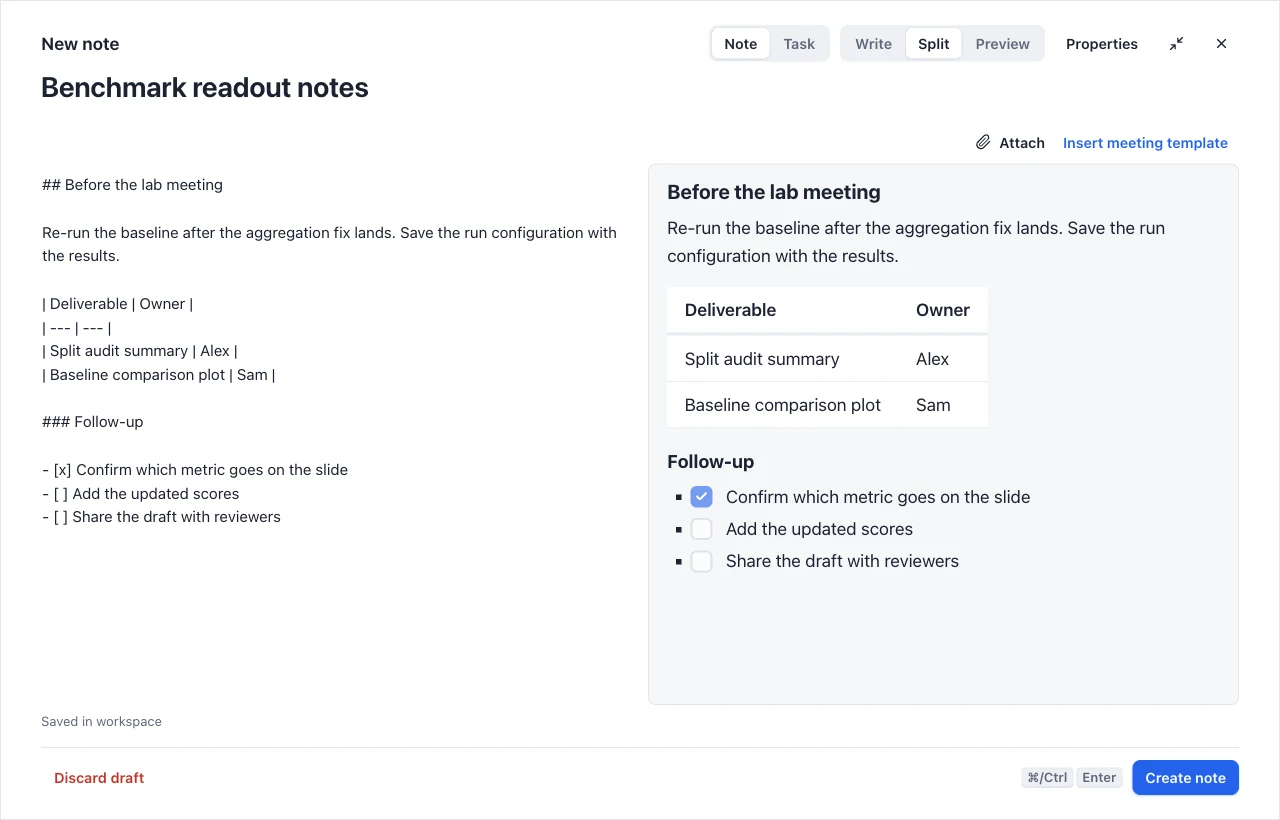 New note
Note Task Write Split Preview Properties
Benchmark readout notes
Attach Insert meeting template
## Before the lab meeting
Re-run the baseline after the aggregation fix lands. Save the run configuration with
the results.
| Deliverable | Owner |
| --- | --- |
| Split audit summary | Alex |
| Baseline comparison plot | Sam |
### Follow-up
- [x] Confirm which metric goes on the slide
- [ ] Add the updated scores
- [ ] Share the draft with reviewers
Before the lab meeting
Re-run the baseline after the aggregation fix lands. Save the run
configuration with the results.
Deliverable Owner
Split audit summary Alex
Baseline comparison plot Sam
Follow-up
Confirm which metric goes on the slide
Add the updated scores
Share the draft with reviewers
Saved in workspace
Discard draft ⌘/Ctrl Enter Create note